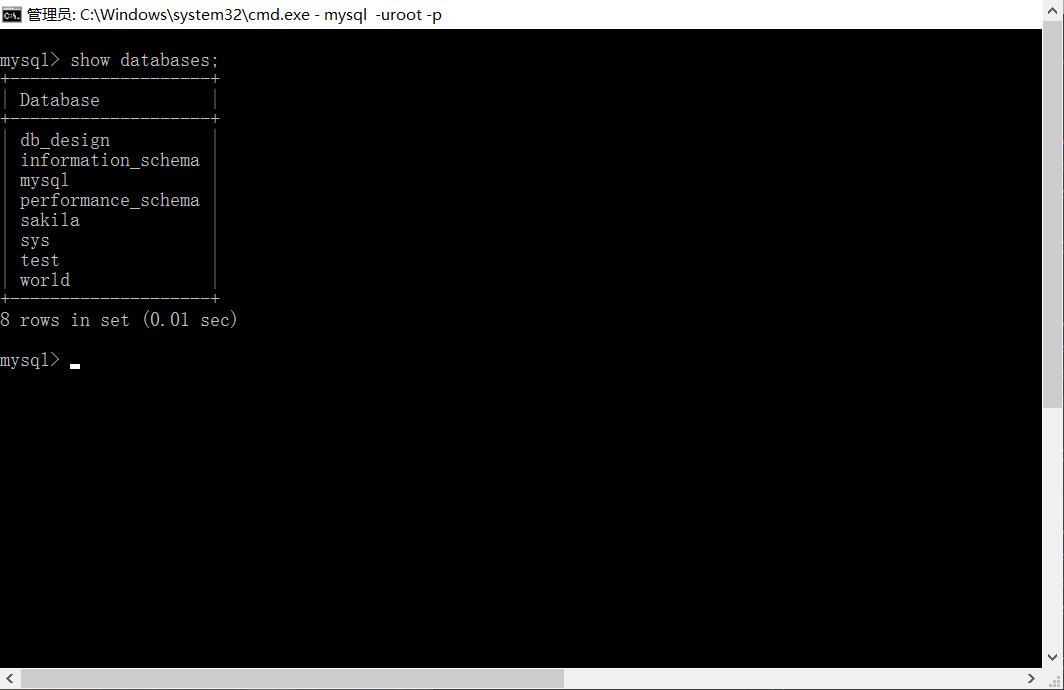 管理员: C:\Windows\system32\cmd.exe - mysql  -uroot -p
mysql> show databases;
+--------------------+
| Database           |
+--------------------+
| db_design          |
| information_schema |
| mysql              |
| performance_schema |
| sakila             |
| sys                |
| test               |
| world              |
+--------------------+
8 rows in set (0.01 sec)
mysql>